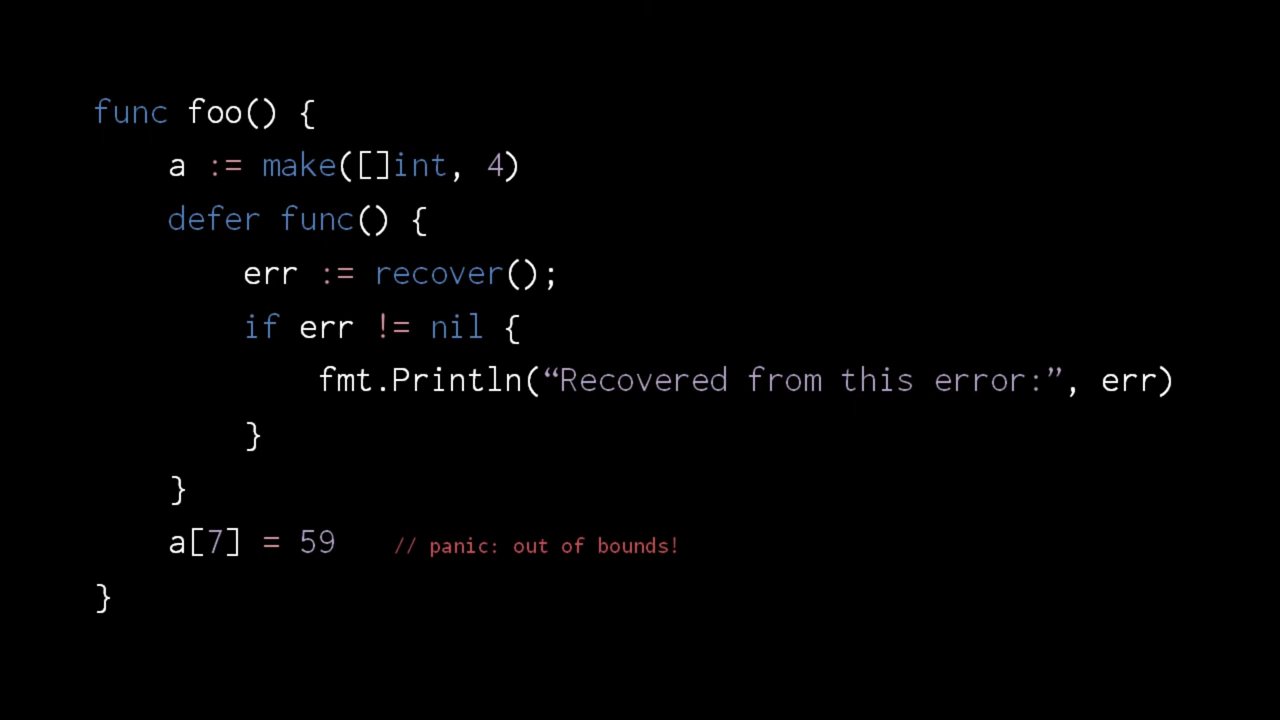 func foo() {
a := make([]int, 4)
defer func() {
err := recover();
if err != nil {
fmt.Println(“Recovered from this error:”, err)
}
}
a[7] = 59 // panic: out of bounds!
}